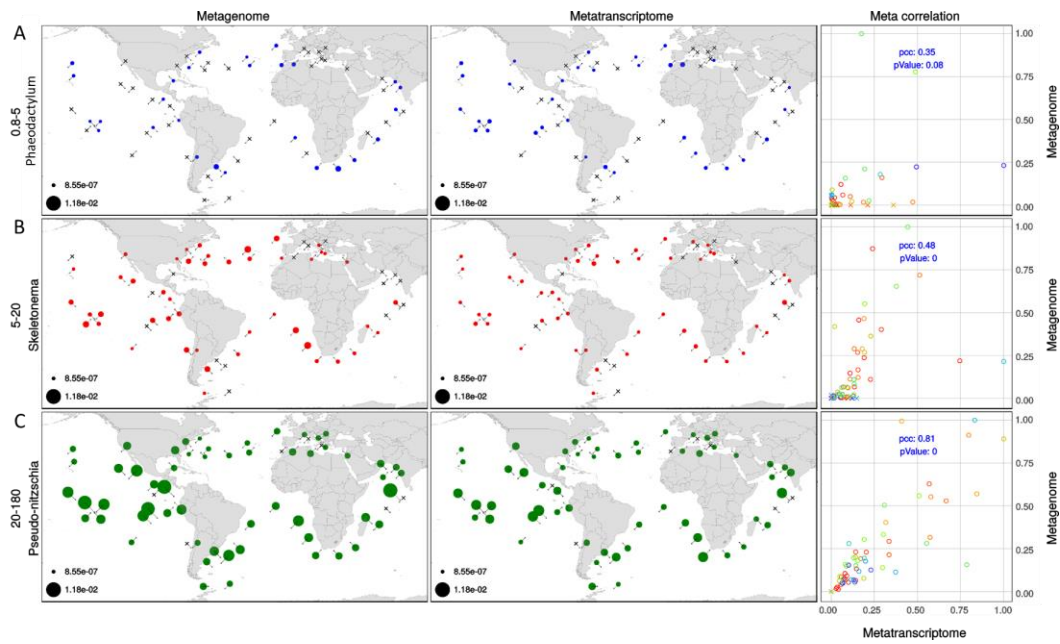 Metagenome
Metatranscriptome
Meta correlation
A
0.8-5
Phaeodactylum
8.55e-07
1.18e-02
8.55e-07
1.18e-02
pcc: 0.35
pValue: 0.08
1.00
0.75
0.50
0.25
0.00
Metagenome
B
5-20
Skeletonema
8.55e-07
1.18e-02
8.55e-07
1.18e-02
pcc: 0.48
pValue: 0
1.00
0.75
0.50
0.25
0.00
Metagenome
C
20-180
Pseudo-nitzschia
8.55e-07
1.18e-02
8.55e-07
1.18e-02
pcc: 0.81
pValue: 0
1.00
0.75
0.50
0.25
0.00
Metagenome
0.00 0.25 0.50 0.75 1.00
Metatranscriptome